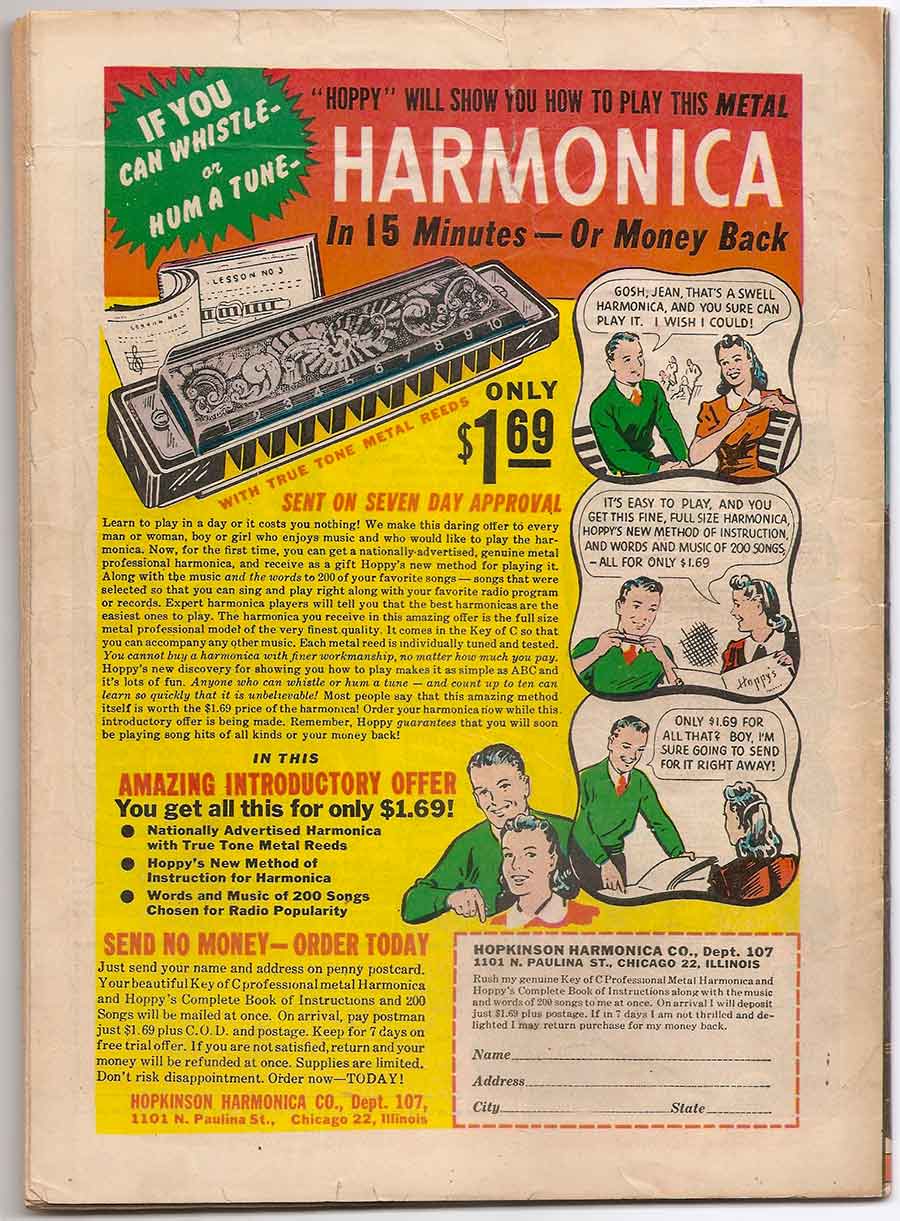 IF YOU
CAN WHISTLE-
or
HUM A TUNE-
"HOPPY" WILL SHOW YOU HOW TO PLAY THIS METAL
HARMONICA
In 15 Minutes — Or Money Back
LESSON NO 3
LESSON NO 2
1 2 3 4 5 6 7 8 9 10
WITH TRUE TONE METAL REEDS
ONLY
$1.69
SENT ON SEVEN DAY APPROVAL
GOSH, JEAN, THAT'S A SWELL
HARMONICA, AND YOU SURE CAN
PLAY IT. I WISH I COULD!
IT'S EASY TO PLAY, AND YOU
GET THIS FINE, FULL SIZE HARMONICA,
HOPPY'S NEW METHOD OF INSTRUCTION,
AND WORDS AND MUSIC OF 200 SONGS,
– ALL FOR ONLY $1.69
Hoppy's
ONLY $1.69 FOR
ALL THAT? BOY, I'M
SURE GOING TO SEND
FOR IT RIGHT AWAY!
Learn to play in a day or it costs you nothing! We make this daring offer to every
man or woman, boy or girl who enjoys music and who would like to play the har-
monica. Now, for the first time, you can get a nationally-advertised, genuine metal
professional harmonica, and receive as a gift Hoppy's new method for playing it.
Along with the music and the words to 200 of your favorite songs — songs that were
selected so that you can sing and play right along with your favorite radio program
or records. Expert harmonica players will tell you that the best harmonicas are the
easiest ones to play. The harmonica you receive in this amazing offer is the full size
metal professional model of the very finest quality. It comes in the Key of C so that
you can accompany any other music. Each metal reed is individually tuned and tested.
You cannot buy a harmonica with finer workmanship, no matter how much you pay.
Hoppy's new discovery for showing you how to play makes it as simple as ABC and
it's lots of fun. Anyone who can whistle or hum a tune — and count up to ten can
learn so quickly that it is unbelievable! Most people say that this amazing method
itself is worth the $1.69 price of the harmonica! Order your harmonica now while this
introductory offer is being made. Remember, Hoppy guarantees that you will soon
be playing song hits of all kinds or your money back!
IN THIS
AMAZING INTRODUCTORY OFFER
You get all this for only $1.69!
● Nationally Advertised Harmonica
with True Tone Metal Reeds
● Hoppy's New Method of
Instruction for Harmonica
● Words and Music of 200 Songs
Chosen for Radio Popularity
SEND NO MONEY— ORDER TODAY
Just send your name and address on penny postcard.
Your beautiful Key of C professional metal Harmonica
and Hoppy's Complete Book of Instructions and 200
Songs will be mailed at once. On arrival, pay postman
just $1.69 plus C.O.D. and postage. Keep for 7 days on
free trial offer. If you are not satisfied, return and your
money will be refunded at once. Supplies are limited.
Don't risk disappointment. Order now—TODAY!
HOPKINSON HARMONICA CO., Dept. 107,
1101 N. Paulina St., Chicago 22, Illinois
HOPKINSON HARMONICA CO., Dept. 107
1101 N. PAULINA ST., CHICAGO 22, ILLINOIS
Rush my genuine Key of C Professional Metal Harmonica and
Hoppy's Complete Book of Instructions along with the music
and words of 200 songs to me at once. On arrival I will deposit
just $1.69 plus postage. If in 7 days I am not thrilled and de-
lighted I may return purchase for my money back.
Name
Address
City State